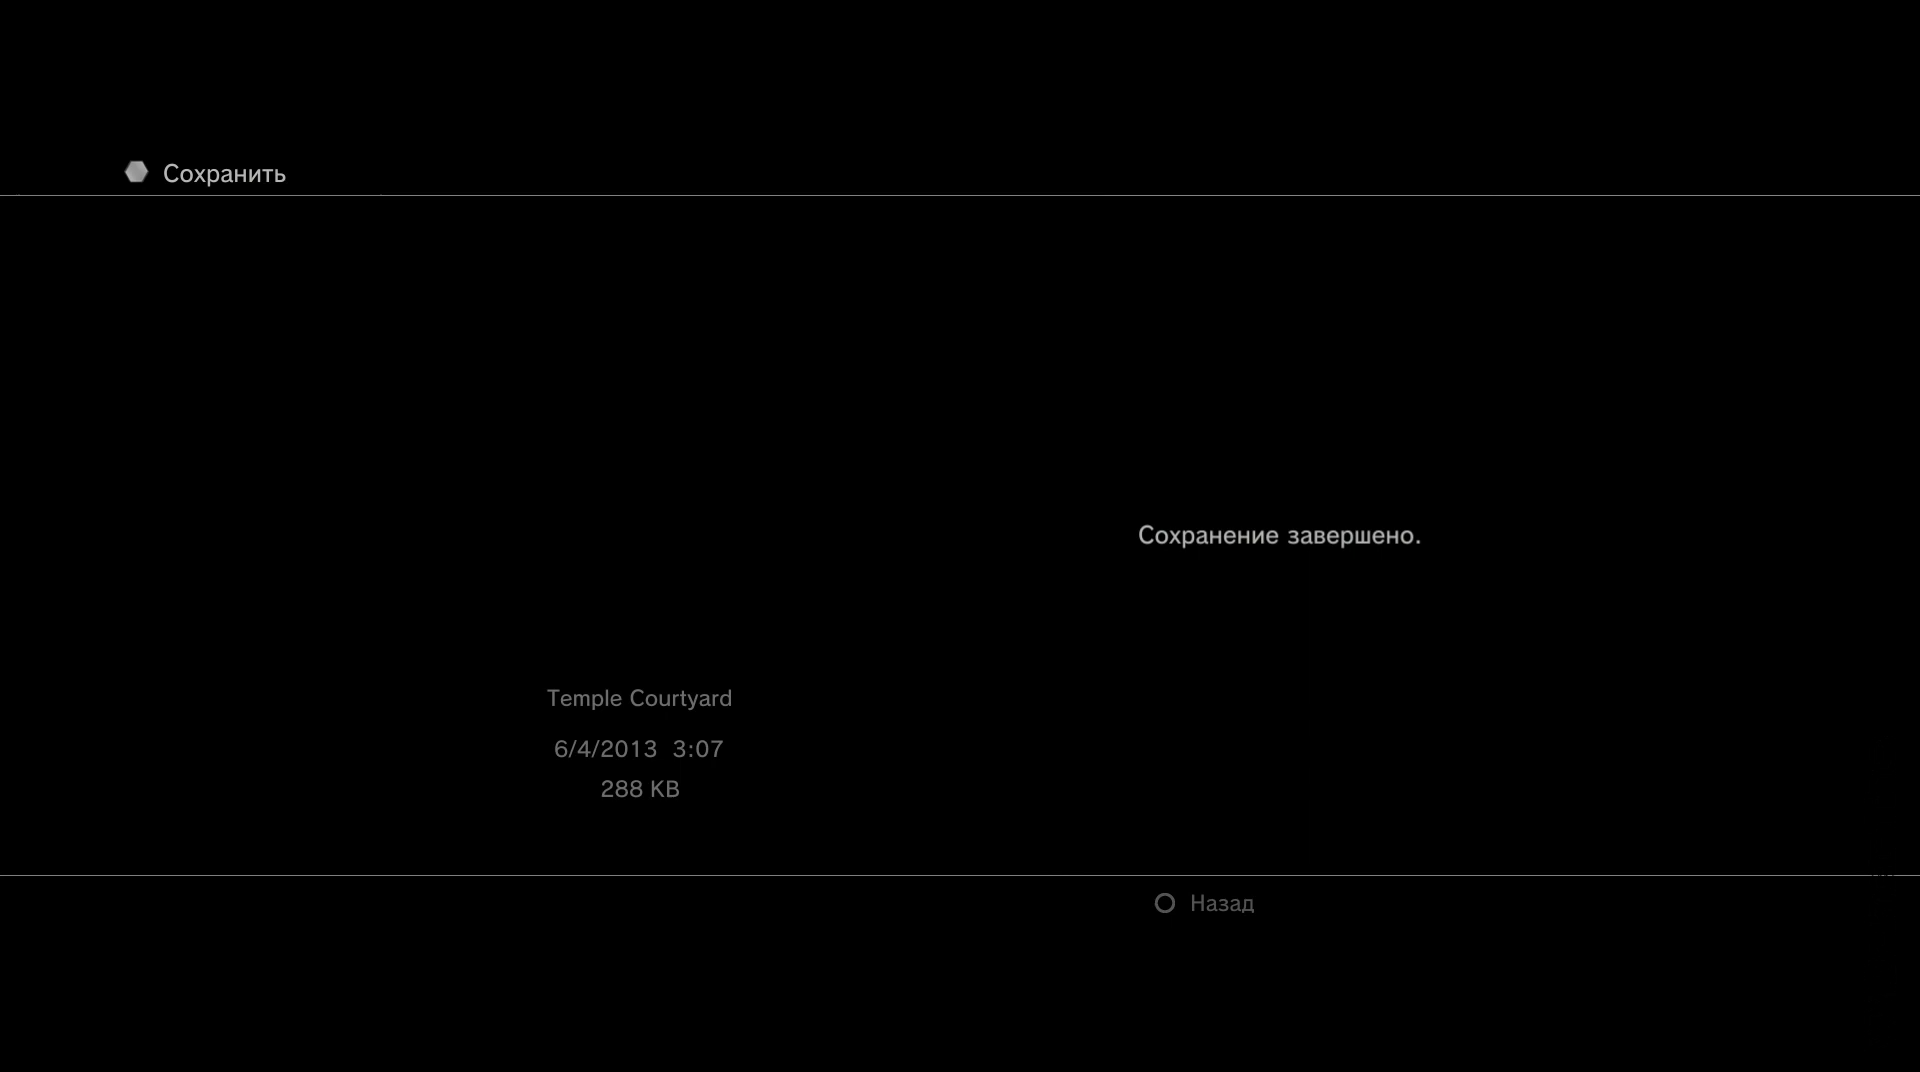 Сохранить
Сохранение завершено.
Temple Courtyard
6/4/2013 3:07
288 KB
Назад